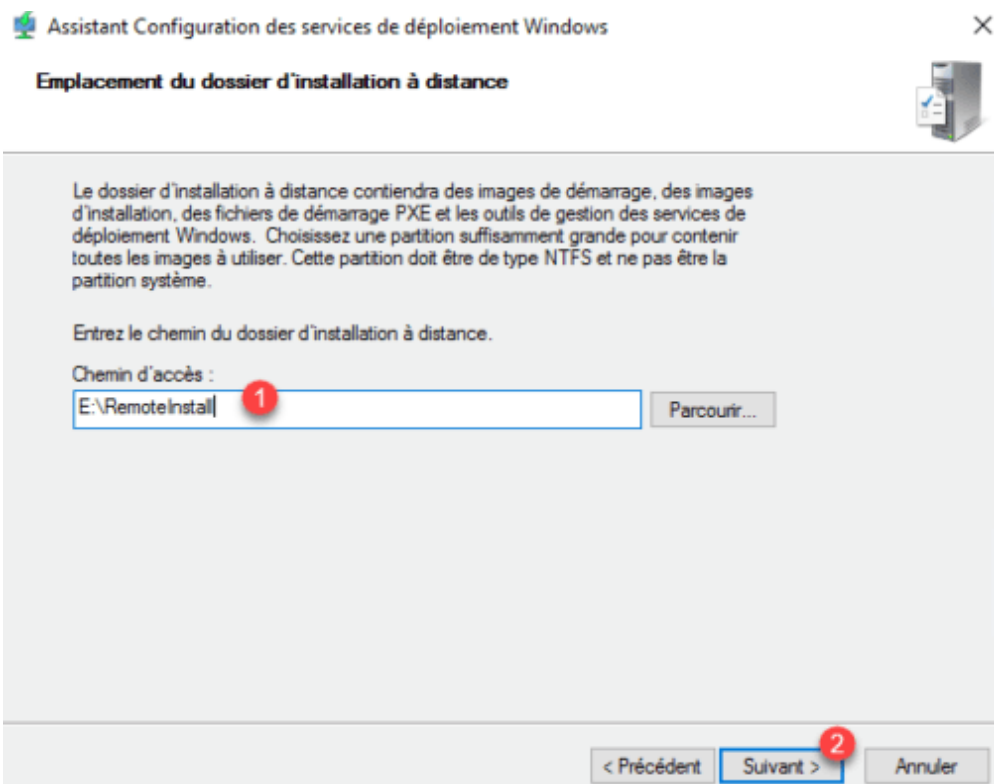 Assistant Configuration des services de déploiement Windows
Emplacement du dossier d'installation à distance
Le dossier d'installation à distance contiendra des images de démarrage, des images
d'installation, des fichiers de démarrage PXE et les outils de gestion des services de
déploiement Windows. Choisissez une partition suffisamment grande pour contenir
toutes les images à utiliser. Cette partition doit être de type NTFS et ne pas être la
partition système.
Entrez le chemin du dossier d'installation à distance.
Chemin d'accès :
E:\RemoteInstall 1
Parcourir...
2
< Précédent Suivant > Annuler